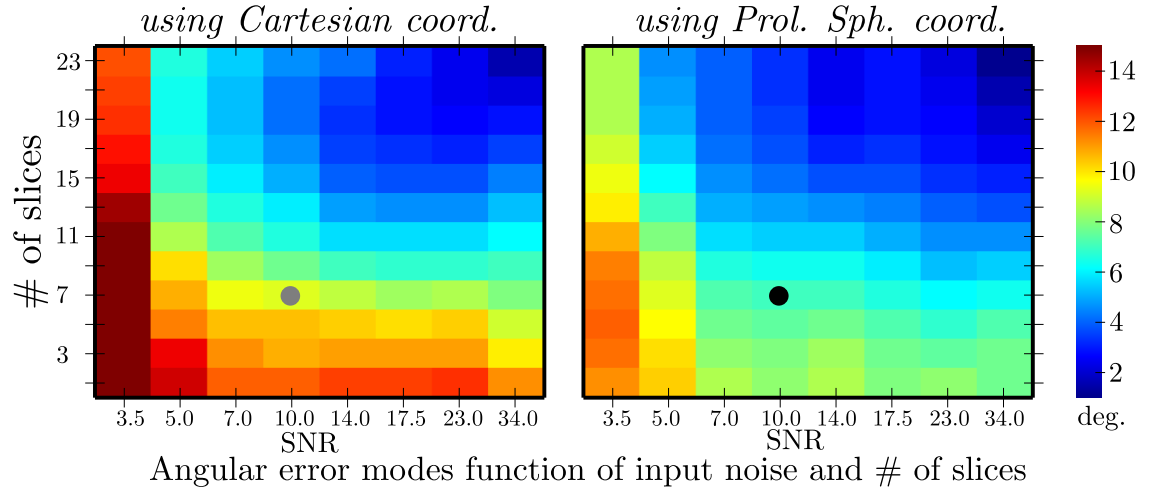 using Cartesian coord. using Prol. Sph. coord.
# of slices
23
19
15
11
7
3
3.5 5.0 7.0 10.0 14.0 17.5 23.0 34.0
SNR
3.5 5.0 7.0 10.0 14.0 17.5 23.0 34.0
SNR
14
12
10
8
6
4
2
deg.
Angular error modes function of input noise and # of slices